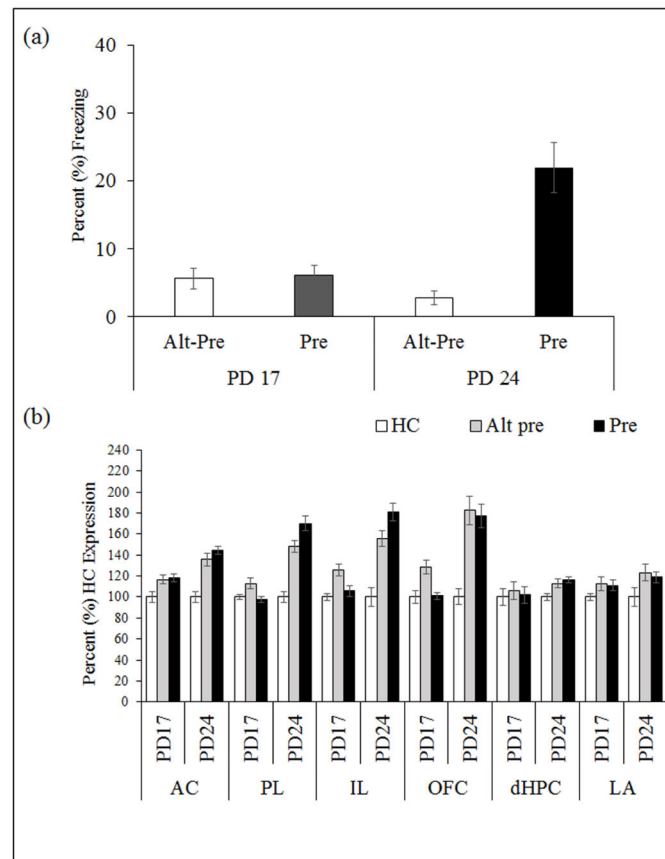 (a)
40
30
20
10
0
Percent (%) Freezing
Alt-Pre Pre Alt-Pre Pre
PD 17 PD 24
(b)
HC Alt pre Pre
240
220
200
180
160
140
120
100
80
60
40
20
0
Percent (%) HC Expression
PD17 PD24 PD17 PD24 PD17 PD24 PD17 PD24 PD17 PD24 PD17 PD24
AC PL IL OFC dHPC LA